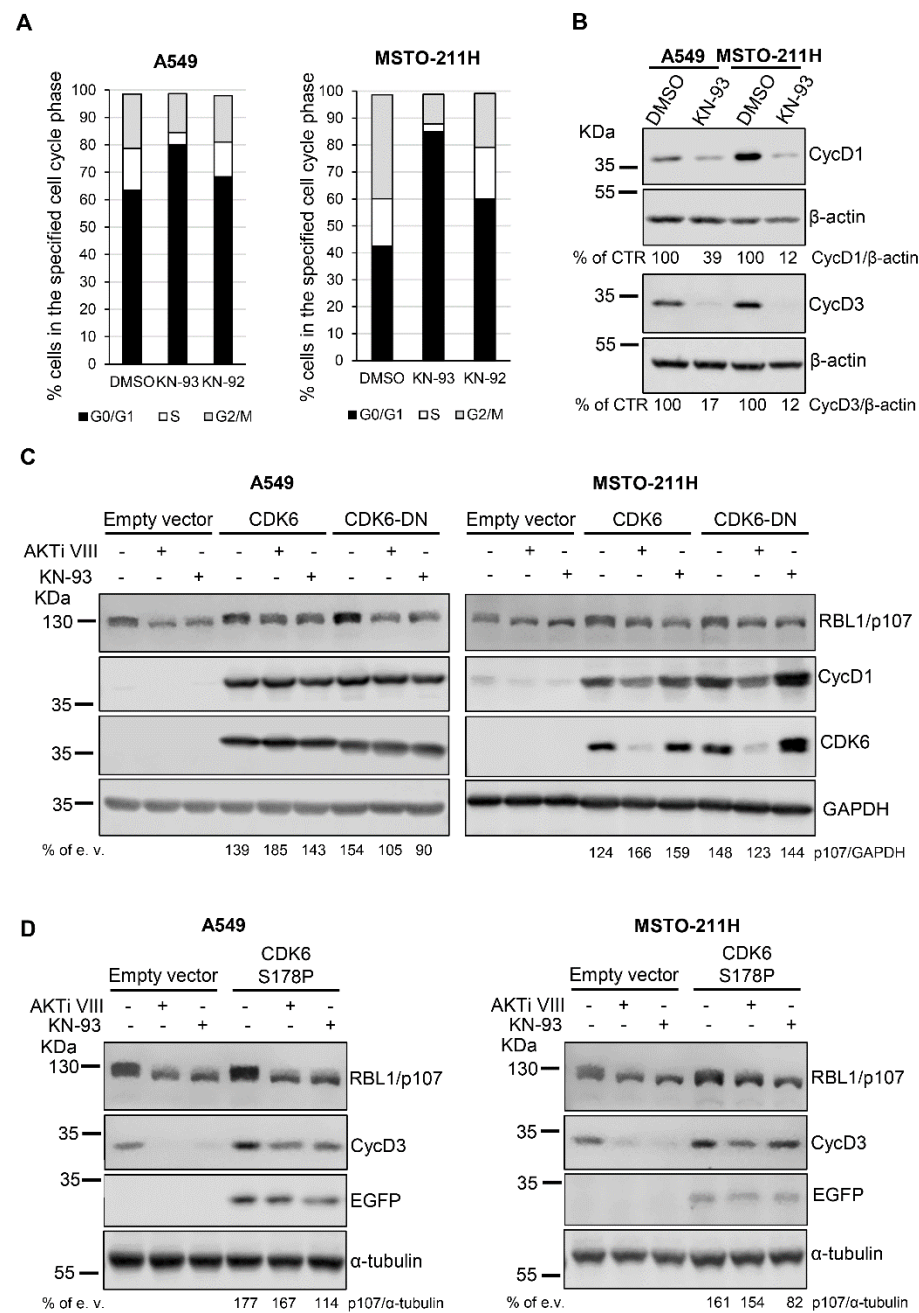 A
A549
% cells in the specified cell cycle phase
100
90
80
70
60
50
40
30
20
10
0
DMSO KN-93 KN-92
G0/G1 S G2/M
MSTO-211H
% cells in the specified cell cycle phase
100
90
80
70
60
50
40
30
20
10
0
DMSO KN-93 KN-92
G0/G1 S G2/M
B
A549 MSTO-211H
DMSO KN-93 DMSO KN-93
KDa
35 CycD1
55
β-actin
% of CTR 100 39 100 12 CycD1/β-actin
35 CycD3
55
β-actin
% of CTR 100 17 100 12 CycD3/β-actin
C
A549 MSTO-211H
Empty vector CDK6 CDK6-DN Empty vector CDK6 CDK6-DN
AKTi VIII - + - - + - - + - - + - - + - - + -
KN-93 - - + - - + - - + - - + - - + - - +
KDa
130 RBL1/p107
35 CycD1
35 CDK6
35 GAPDH
% of e. v. 139 185 143 154 105 90 124 166 159 148 123 144 p107/GAPDH
D
A549
CDK6
Empty vector S178P
AKTi VIII - + - - + -
KN-93 - - + - - +
KDa
130 RBL1/p107
35 CycD3
35 EGFP
α-tubulin
55
% of e.v. 177 167 114 p107/α-tubulin
MSTO-211H
CDK6
Empty vector S178P
AKTi VIII - + - - + -
KN-93 - - + - - +
KDa
130 RBL1/p107
35 CycD3
35 EGFP
α-tubulin
55
% of e.v. 161 154 82 p107/α-tubulin